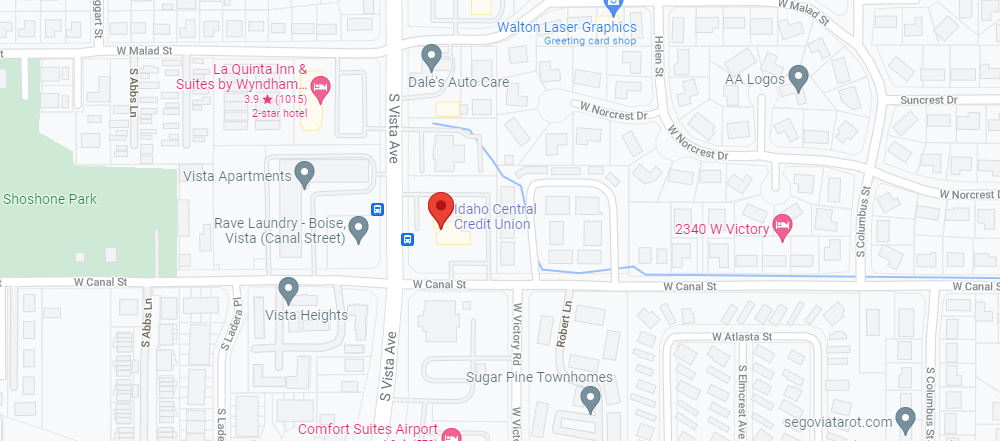 Walton Laser Graphics
Greeting card shop
W Malad St
W Malad St
Helen St
La Quinta Inn &
Suites by Wyndham...
3.9 ★ (1015)
2-star hotel
Dale's Auto Care
AA Logos
S Abbs Ln
S Vista Ave
W Norcrest Dr
Suncrest Dr
W Norcrest Dr
Vista Apartments
Shoshone Park
W Norcrest D
Idaho Central
Credit Union
Rave Laundry - Boise,
Vista (Canal Street)
2340 W Victory
S Columbus St
W Canal St
W Canal St
W Canal St
W Canal S
Vista Heights
S Abbs Ln
S Ladera Pl
S Vista Ave
W Victory Rd
Robert Ln
W Atlasta St
Sugar Pine Townhomes
S Elmcrest Ave
S Columbus St
segoviatarot.com
Comfort Suites Airport
S Lade
W Victo